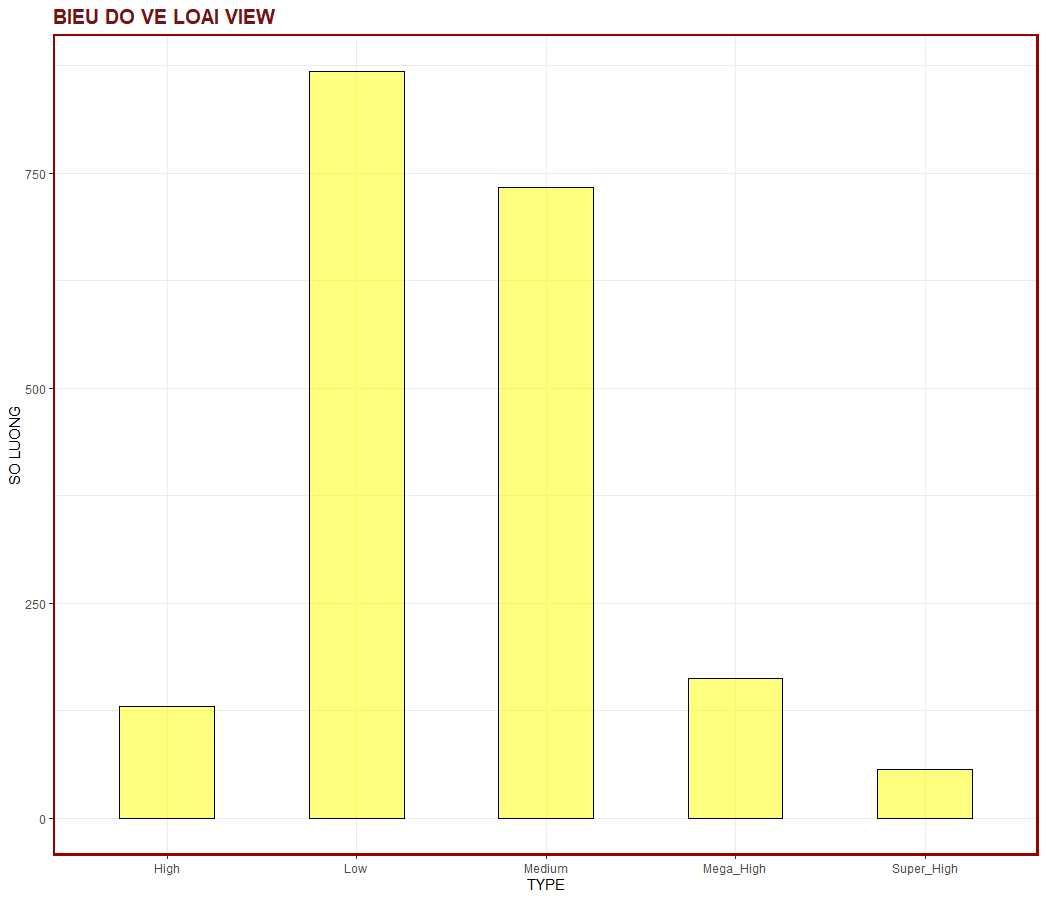 BIEU DO VE LOAI VIEW
SO LUONG
750
500
250
0
High Low Medium Mega_High Super_High
TYPE